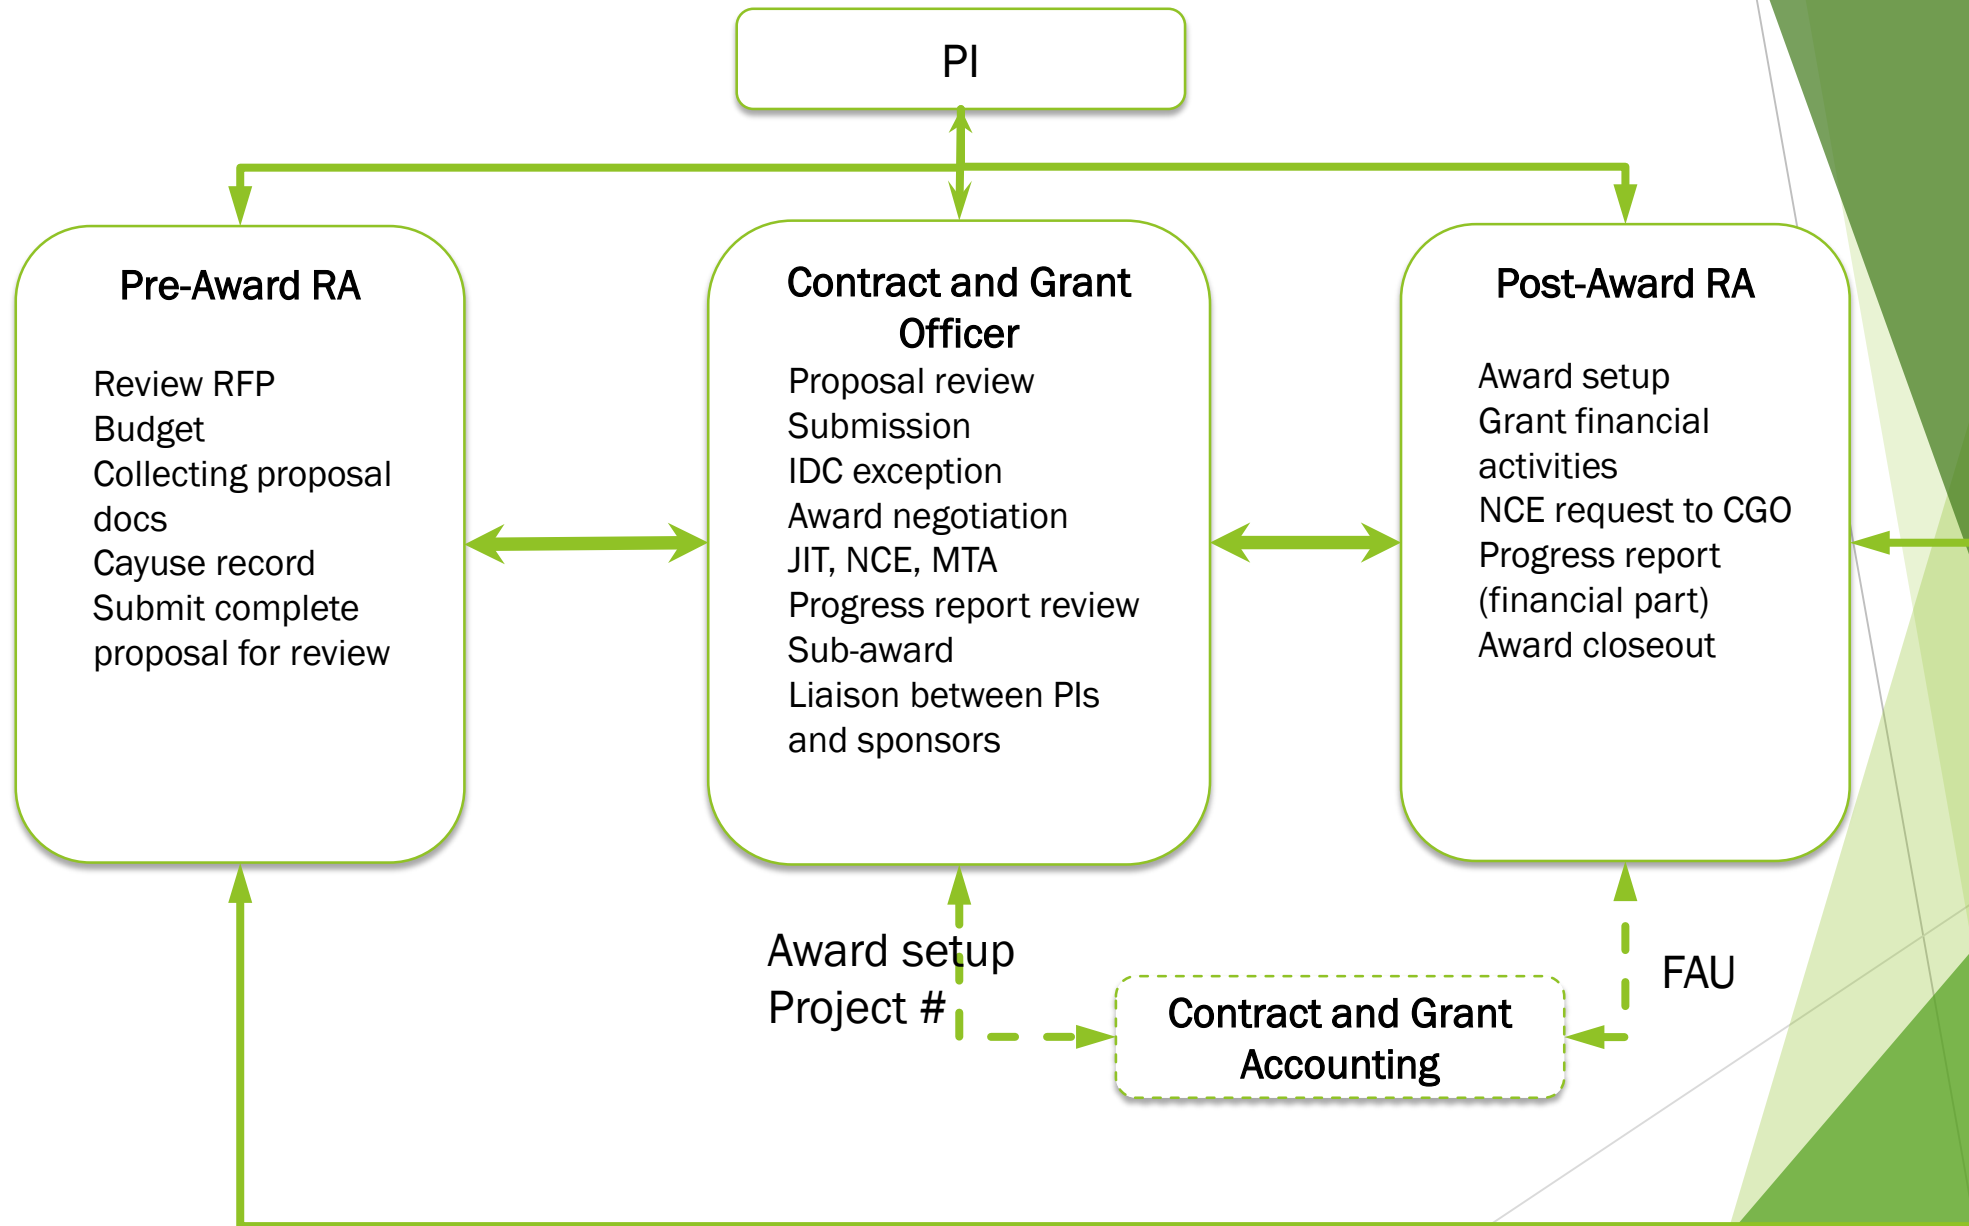 PI
Pre-Award RA
Review RFP
Budget
Collecting proposal
docs
Cayuse record
Submit complete
proposal for review
Contract and Grant
Officer
Proposal review
Submission
IDC exception
Award negotiation
JIT, NCE, MTA
Progress report review
Sub-award
Liaison between PIs
and sponsors
Post-Award RA
Award setup
Grant financial
activities
NCE request to CGO
Progress report
(financial part)
Award closeout
Award setup
Project #
Contract and Grant
Accounting
FAU